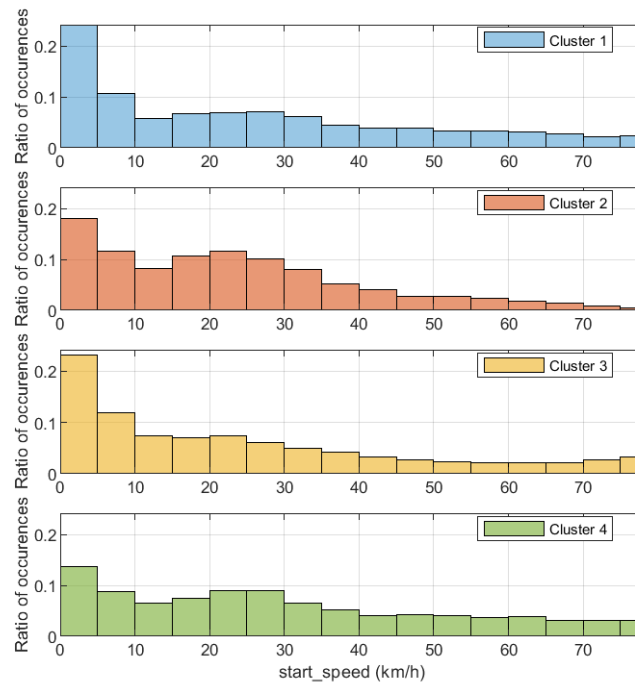 Ratio of occurences
0.2
0.1
0
Cluster 1
0 10 20 30 40 50 60 70
Ratio of occurences
0.2
0.1
0
Cluster 2
0 10 20 30 40 50 60 70
Ratio of occurences
0.2
0.1
0
Cluster 3
0 10 20 30 40 50 60 70
Ratio of occurences
0.2
0.1
0
Cluster 4
0 10 20 30 40 50 60 70
start_speed (km/h)